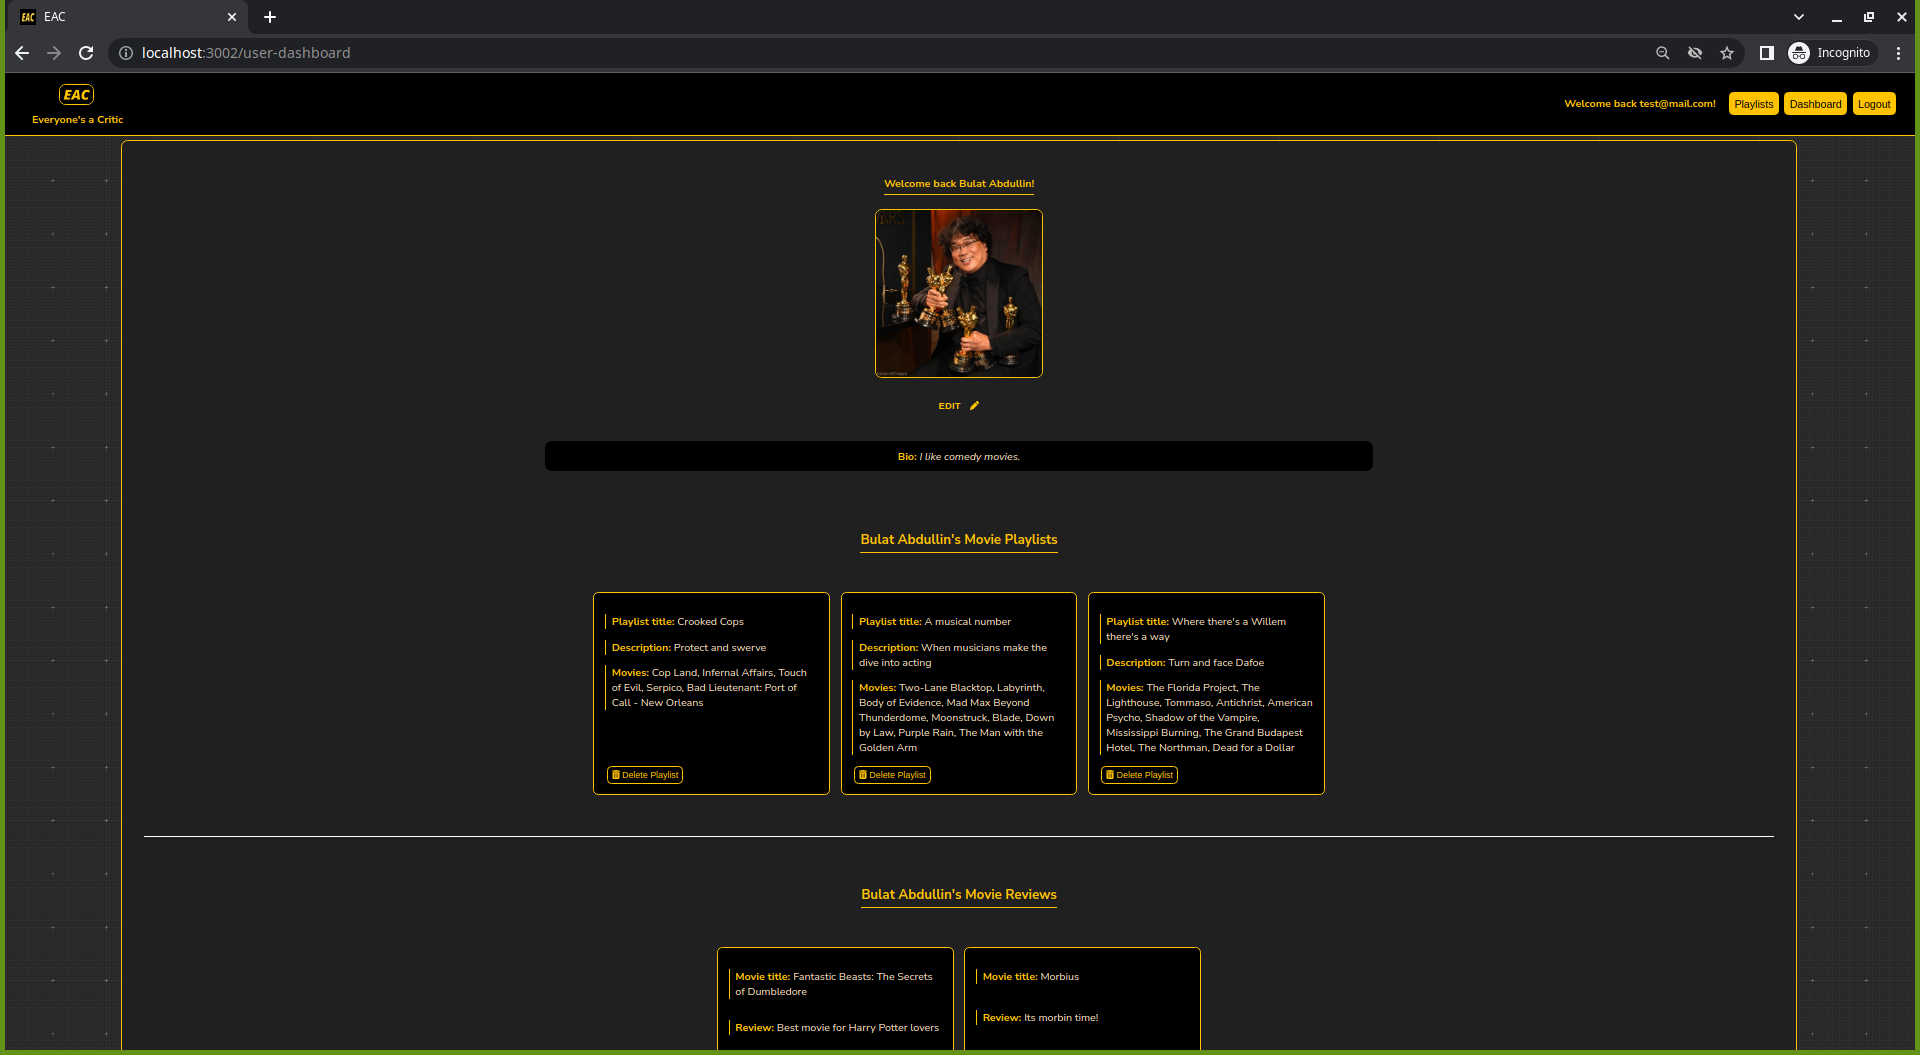 EAC
localhost:3002/user-dashboard
Incognito
EAC
Everyone's a Critic
Welcome back test@mail.com!
Playlists
Dashboard
Logout
Welcome back Bulat Abdullin!
EDIT
Bio: I like comedy movies.
Bulat Abdullin's Movie Playlists
Playlist title: Crooked Cops
Description: Protect and swerve
Movies: Cop Land, Infernal Affairs, Touch
of Evil, Serpico, Bad Lieutenant: Port of
Call - New Orleans
Delete Playlist
Playlist title: A musical number
Description: When musicians make the
dive into acting
Movies: Two-Lane Blacktop, Labyrinth,
Body of Evidence, Mad Max Beyond
Thunderdome, Moonstruck, Blade, Down
by Law, Purple Rain, The Man with the
Golden Arm
Delete Playlist
Playlist title: Where there's a Willem
there's a way
Description: Turn and face Dafoe
Movies: The Florida Project, The
Lighthouse, Tommaso, Antichrist, American
Psycho, Shadow of the Vampire,
Mississippi Burning, The Grand Budapest
Hotel, The Northman, Dead for a Dollar
Delete Playlist
Bulat Abdullin's Movie Reviews
Movie title: Fantastic Beasts: The Secrets
of Dumbledore
Review: Best movie for Harry Potter lovers
Movie title: Morbius
Review: Its morbin time!